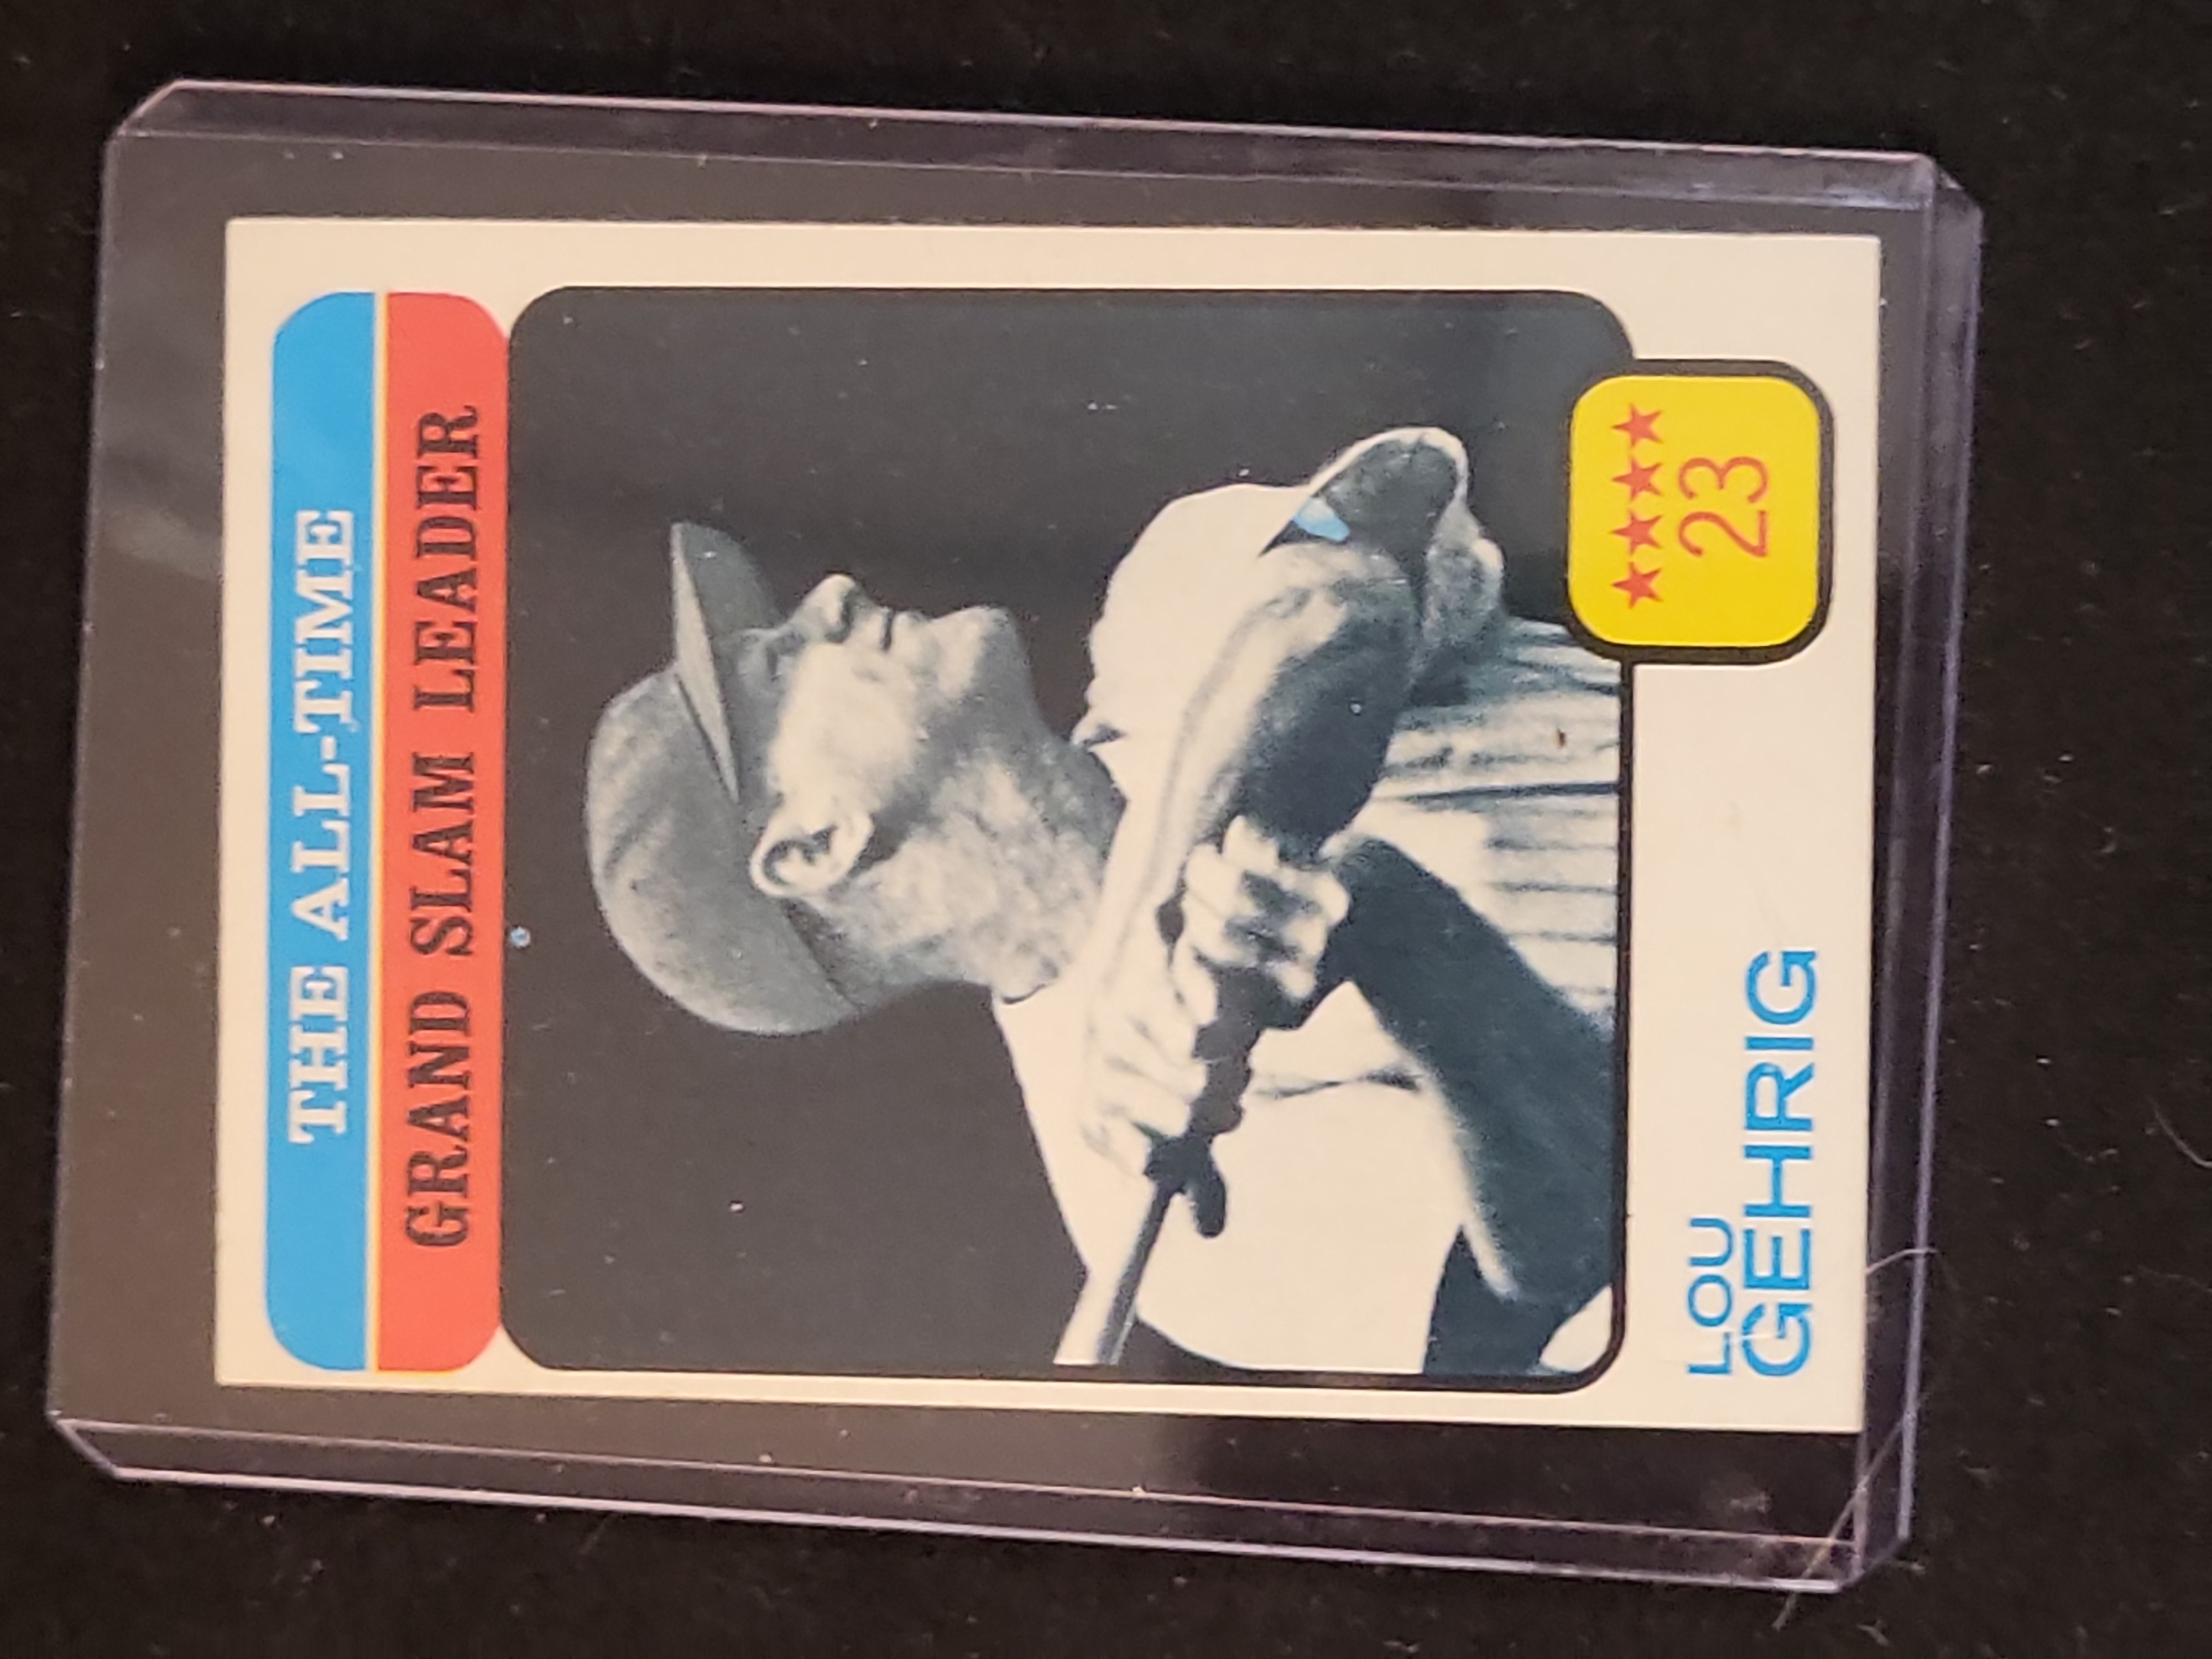 THE ALL-TIME
GRAND SLAM LEADER
23
LOU
GEHRIG